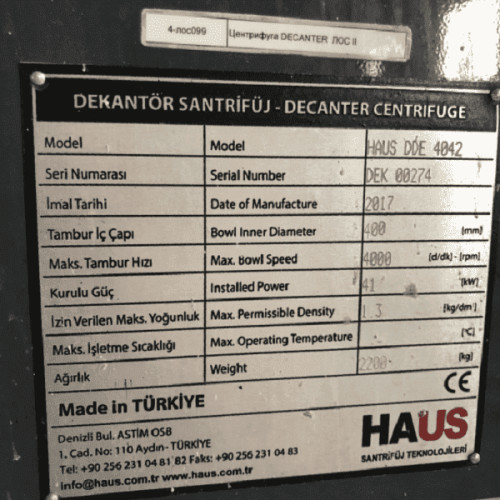 4-лос099 Центрифуга DECANTER ЛОС II
DEKANTÖR SANTRİFÜJ - DECANTER CENTRIFUGE
Model Model HAUS DDE 4042
Seri Numarası Serial Number DEK 00274
İmal Tarihi Date of Manufacture 2017
Tambur İç Çapı Bowl Inner Diameter 400 (mm)
Maks. Tambur Hızı Max. Bowl Speed 4000 (d/dk) - (rpm)
Kurulu Güç Installed Power 41 (kW)
İzin Verilen Maks. Yoğunluk Max. Permissible Density 1.3 (kg/dm³)
Maks. İşletme Sıcaklığı Max. Operating Temperature (°C)
Ağırlık Weight 2200 (kg)
Made in TÜRKİYE CE
Denizli Bul. ASTİM OSB
1. Cad. No: 110 Aydın- TÜRKİYE
Tel: +90 256 231 04 81 82 Faks: +90 256 231 04 83
info@haus.com.tr www.haus.com.tr
HAUS
SANTRİFÜJ TEKNOLOJİLERİ